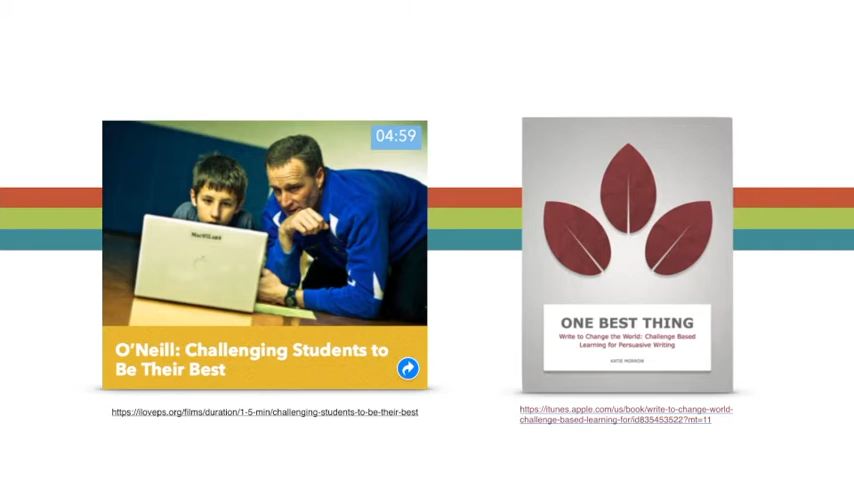 04:59
O'Neill: Challenging Students to
Be Their Best
https://iloveps.org/films/duration/1-5-min/challenging-students-to-be-their-best
ONE BEST THING
Write to Change the World: Challenge Based
Learning for Persuasive Writing
KATIE MORROW
https://itunes.apple.com/us/book/write-to-change-world-
challenge-based-learning-for/id835453522?mt=11